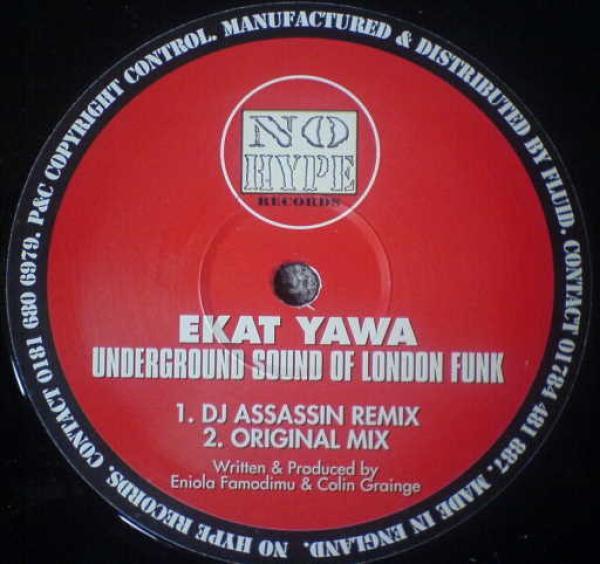 NO
HYPE
RECORDS
EKAT YAWA
UNDERGROUND SOUND OF LONDON FUNK
1. DJ ASSASSIN REMIX
2. ORIGINAL MIX
Written & Produced by
Eniola Famodimu & Colin Grainge
NO HYPE RECORDS. CONTACT 0181 680 6979. P&C COPYRIGHT CONTROL. MANUFACTURED & DISTRIBUTED BY FLUID. CONTACT 01784 481 887. MADE IN ENGLAND.